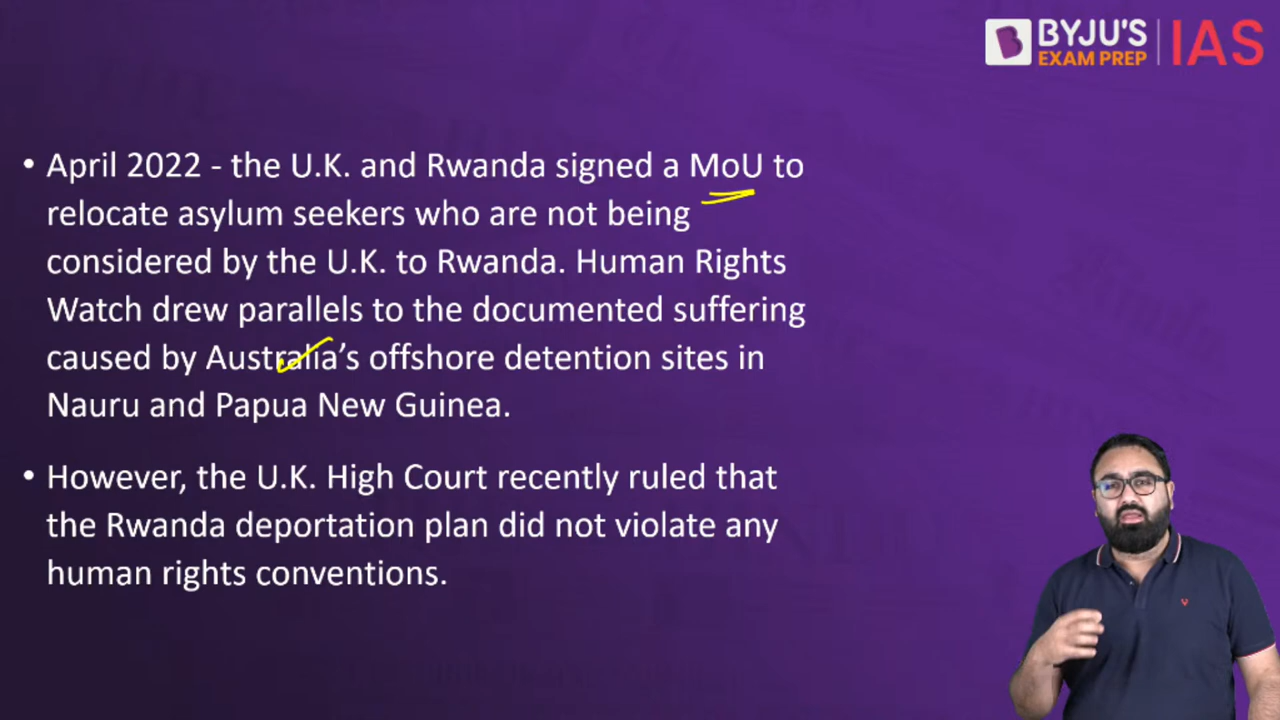 BYJU'S
EXAM PREP
IAS
• April 2022 - the U.K. and Rwanda signed a MoU to
relocate asylum seekers who are not being
considered by the U.K. to Rwanda. Human Rights
Watch drew parallels to the documented suffering
caused by Australia's offshore detention sites in
Nauru and Papua New Guinea.
• However, the U.K. High Court recently ruled that
the Rwanda deportation plan did not violate any
human rights conventions.